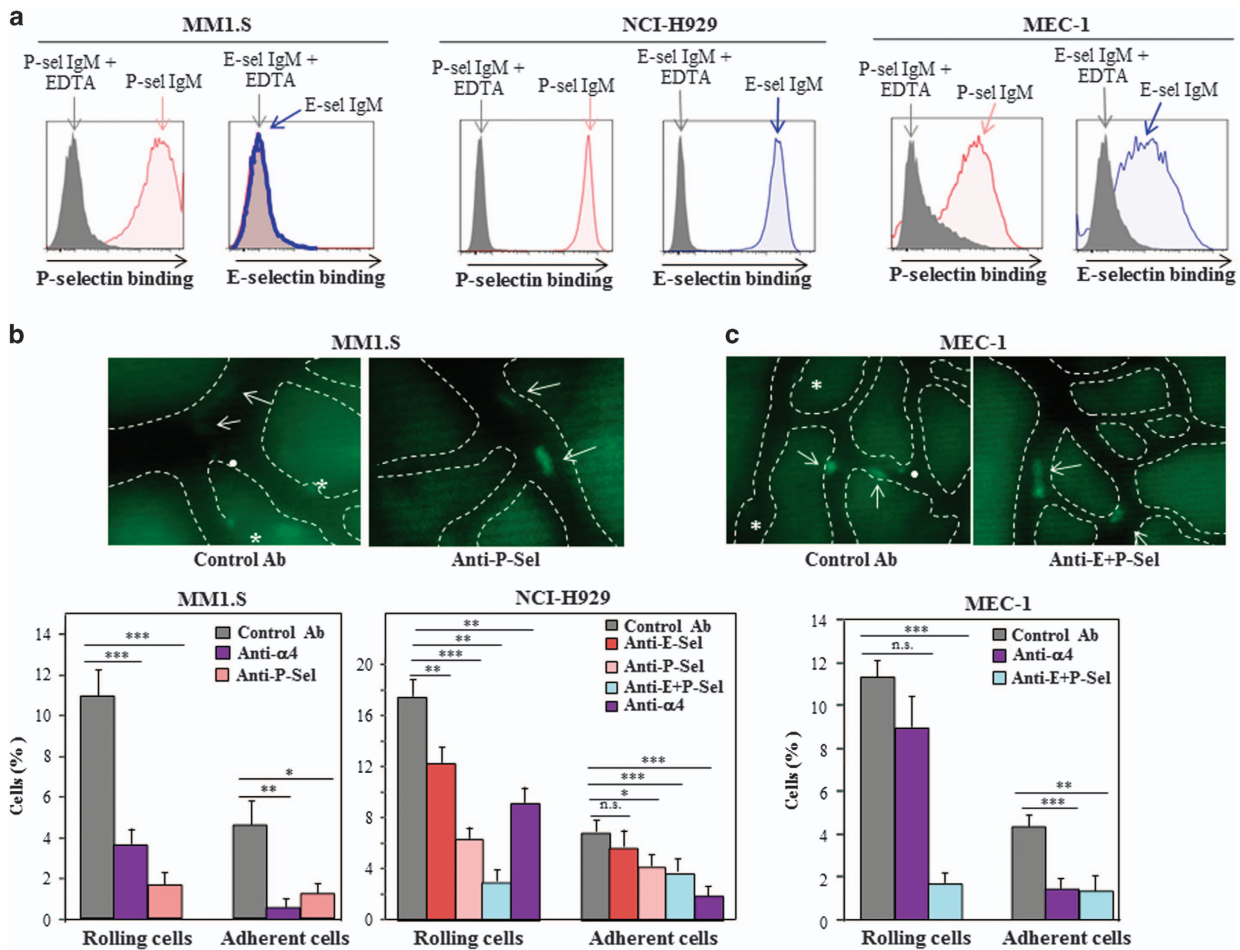 a
MM1.S
NCI-H929
MEC-1
P-sel IgM + EDTA
P-sel IgM
E-sel IgM + EDTA
E-sel IgM
P-sel IgM + EDTA
P-sel IgM
E-sel IgM + EDTA
E-sel IgM
P-sel IgM + EDTA
P-sel IgM
E-sel IgM + EDTA
E-sel IgM
P-selectin binding
E-selectin binding
P-selectin binding
E-selectin binding
P-selectin binding
E-selectin binding
b
MM1.S
*
*
Control Ab
Anti-P-Sel
c
MEC-1
*
*
Control Ab
Anti-E+P-Sel
MM1.S
Cells (%)
14
12
10
8
6
4
2
0
***
***
*
**
Control Ab
Anti-α4
Anti-P-Sel
Rolling cells
Adherent cells
NCI-H929
20
16
12
8
4
0
**
**
***
**
***
***
*
n.s.
Control Ab
Anti-E-Sel
Anti-P-Sel
Anti-E+P-Sel
Anti-α4
Rolling cells
Adherent cells
MEC-1
Cells (%)
14
12
10
8
6
4
2
0
***
n.s.
**
***
Control Ab
Anti-α4
Anti-E+P-Sel
Rolling cells
Adherent cells